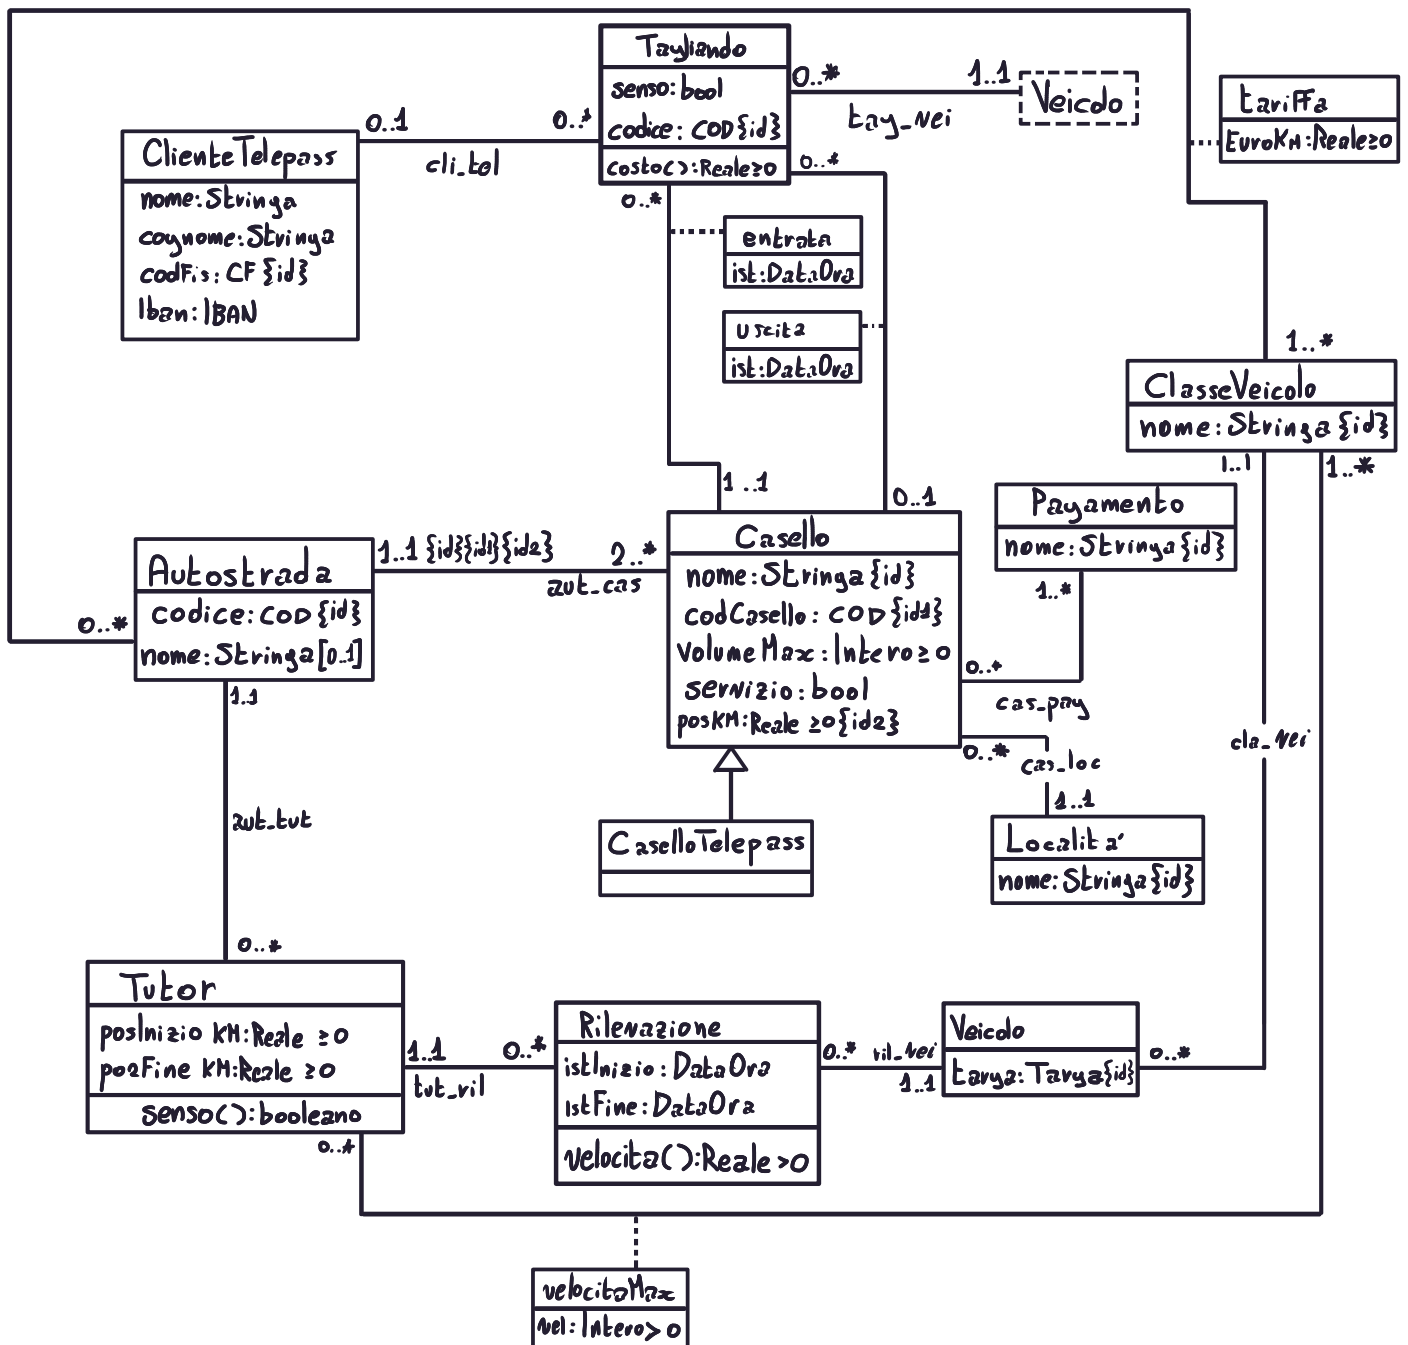 Tagliando
senso: bool
codice: COD {id}
costo(): Reale ≥ 0
0..*
1..1
tag_vei
Veicolo
tariffa
EuroKM: Reale ≥ 0
0..1
0..*
cli_tel
ClienteTelepass
nome: Stringa
cognome: Stringa
codFis: CF {id}
Iban: IBAN
0..*
0..*
entrata
ist: DataOra
uscita
ist: DataOra
1..*
ClasseVeicolo
nome: Stringa {id}
1..1
1..*
1..1
0..1
Pagamento
nome: Stringa {id}
1..*
Autostrada
codice: COD {id}
nome: Stringa [0..1]
1..1 {id}{id1}{id2}
2..*
aut_cas
0..*
1..1
Casello
nome: Stringa {id}
codCasello: COD {id1}
VolumeMax: Intero ≥ 0
servizio: bool
posKM: Reale ≥ 0 {id2}
0..*
cas_pag
0..*
cas_loc
1..1
cla_vei
CaselloTelepass
Località
nome: Stringa {id}
aut_tut
0..*
Tutor
posInizio KM: Reale ≥ 0
posFine KM: Reale ≥ 0
senso(): booleano
1..1
0..*
tut_ril
Rilevazione
istInizio: DataOra
IstFine: DataOra
velocita(): Reale > 0
0..*
ril_vei
1..1
Veicolo
targa: Targa {id}
0..*
0..*
velocitaMax
vel: Intero > 0